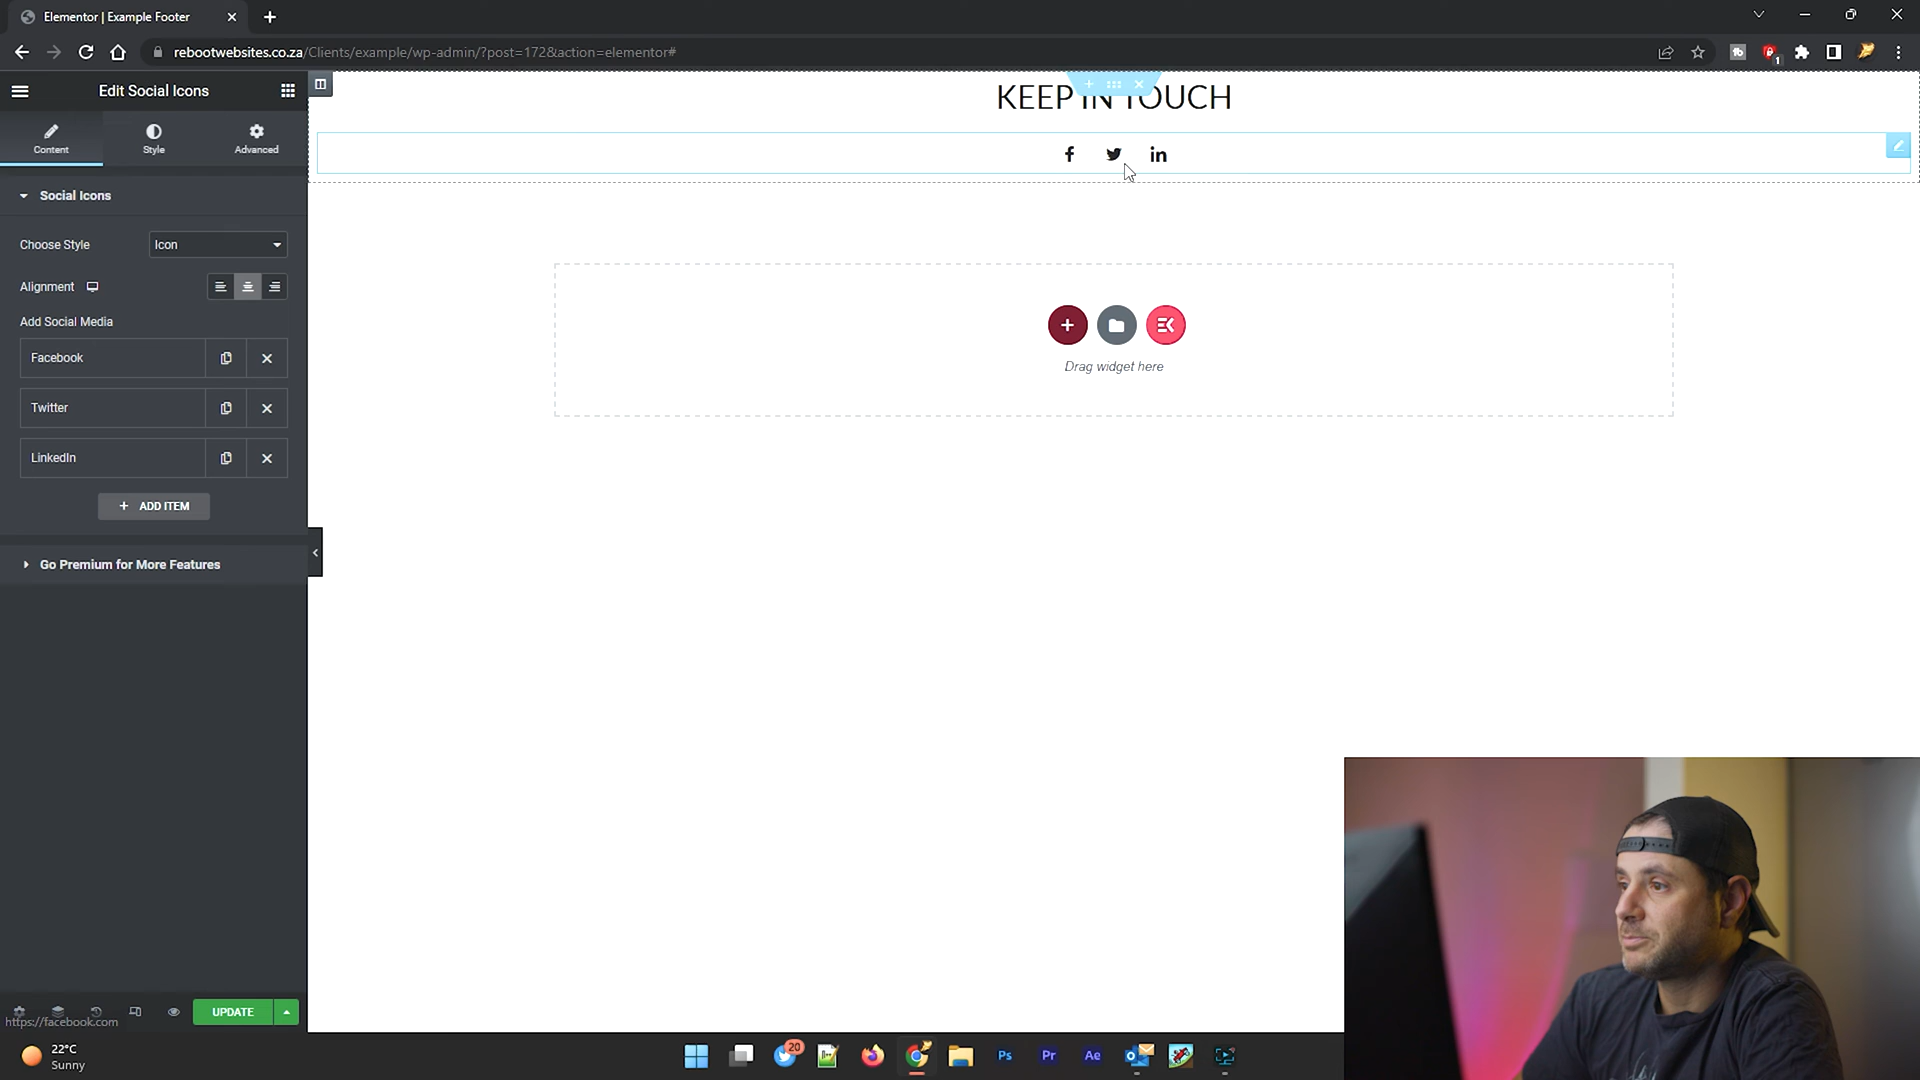 Elementor | Example Footer
rebootwebsites.co.za/Clients/example/wp-admin/?post=172&action=elementor#
1
Edit Social Icons
Content
Style
Advanced
Social Icons
Choose Style
Icon
Alignment
Add Social Media
Facebook
Twitter
LinkedIn
+ ADD ITEM
Go Premium for More Features
UPDATE
https://facebook.com
KEEP IN TOUCH
Drag widget here
22°C
Sunny
20
Ps
Pr
Ae